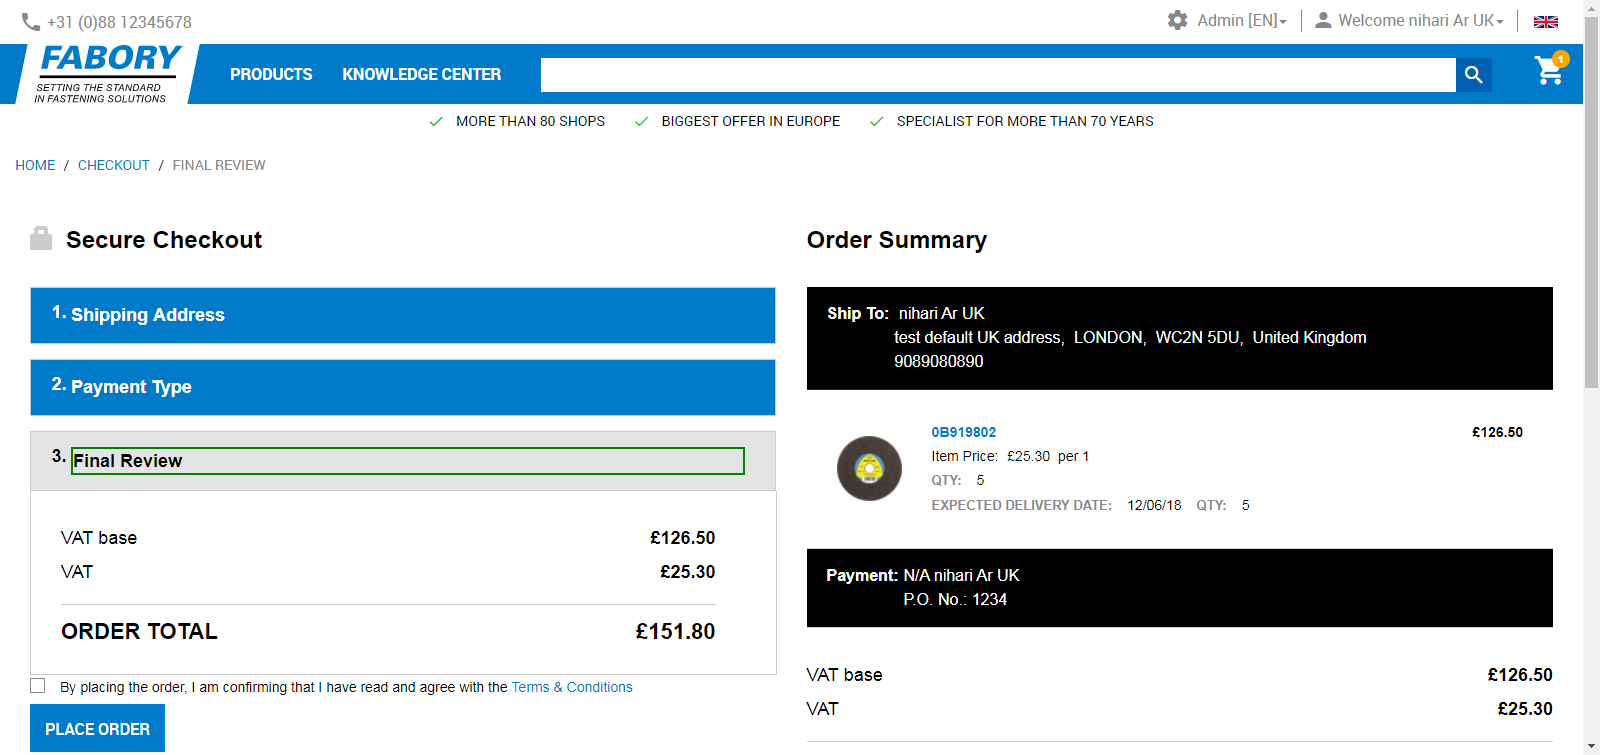 +31 (0)88 12345678
Admin [EN]
Welcome nihari Ar UK
FABORY
SETTING THE STANDARD
IN FASTENING SOLUTIONS
PRODUCTS
KNOWLEDGE CENTER
1
MORE THAN 80 SHOPS
BIGGEST OFFER IN EUROPE
SPECIALIST FOR MORE THAN 70 YEARS
HOME / CHECKOUT / FINAL REVIEW
Secure Checkout
1. Shipping Address
2. Payment Type
3. Final Review
VAT base £126.50
VAT £25.30
ORDER TOTAL £151.80
By placing the order, I am confirming that I have read and agree with the Terms & Conditions
PLACE ORDER
Order Summary
Ship To: nihari Ar UK
test default UK address, LONDON, WC2N 5DU, United Kingdom
9089080890
0B919802 £126.50
Item Price: £25.30 per 1
QTY: 5
EXPECTED DELIVERY DATE: 12/06/18 QTY: 5
Payment: N/A nihari Ar UK
P.O. No.: 1234
VAT base £126.50
VAT £25.30